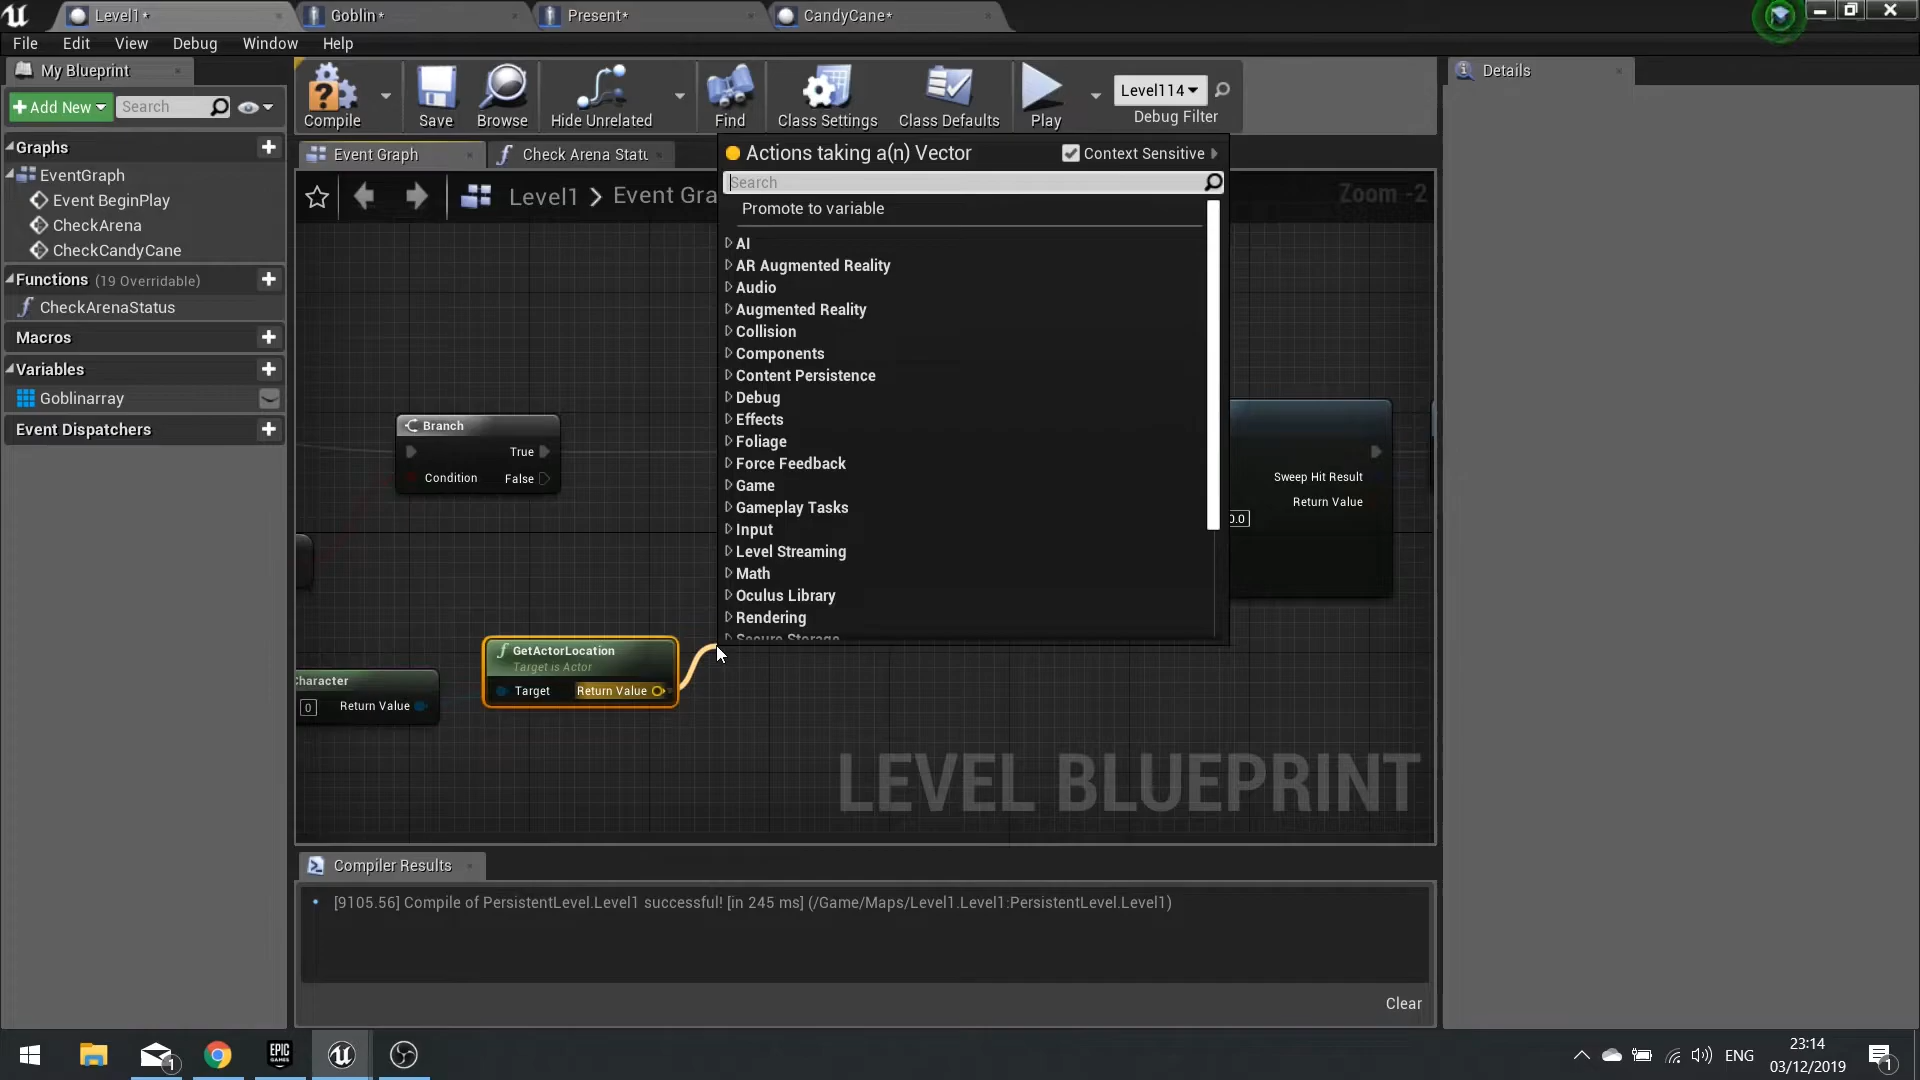 Level1*
Goblin*
Present*
CandyCane*
File Edit View Debug Window Help
My Blueprint
Add New
Search
Graphs
EventGraph
Event BeginPlay
CheckArena
CheckCandyCane
Functions (19 Overridable)
CheckArenaStatus
Macros
Variables
Goblinarray
Event Dispatchers
Compile
Save
Browse
Hide Unrelated
Find
Class Settings
Class Defaults
Play
Level114
Debug Filter
Details
Event Graph
Check Arena Statu
Level1 > Event Gra
Zoom -2
Actions taking a(n) Vector
Context Sensitive
Search
Promote to variable
AI
AR Augmented Reality
Audio
Augmented Reality
Collision
Components
Content Persistence
Debug
Effects
Foliage
Force Feedback
Game
Gameplay Tasks
Input
Level Streaming
Math
Oculus Library
Rendering
Secure Storage
Branch
True
Condition
False
Sweep Hit Result
Return Value
0.0
GetActorLocation
Target is Actor
Target
Return Value
Character
0
Return Value
LEVEL BLUEPRINT
Compiler Results
[9105.56] Compile of PersistentLevel.Level1 successful! [in 245 ms] (/Game/Maps/Level1.Level1:PersistentLevel.Level1)
Clear
1
EPIC
GAMES
ENG
23:14
03/12/2019
1